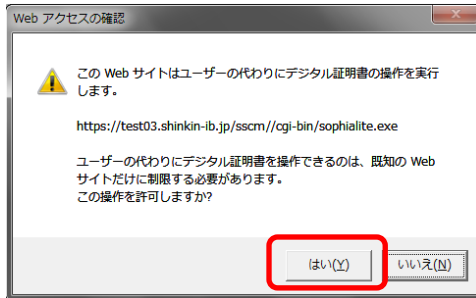 Web アクセスの確認
この Web サイトはユーザーの代わりにデジタル証明書の操作を実行
します。
https://test03.shinkin-ib.jp/sscm//cgi-bin/sophialite.exe
ユーザーの代わりにデジタル証明書を操作できるのは、既知の Web
サイトだけに制限する必要があります。
この操作を許可しますか?
はい(Y)
いいえ(N)